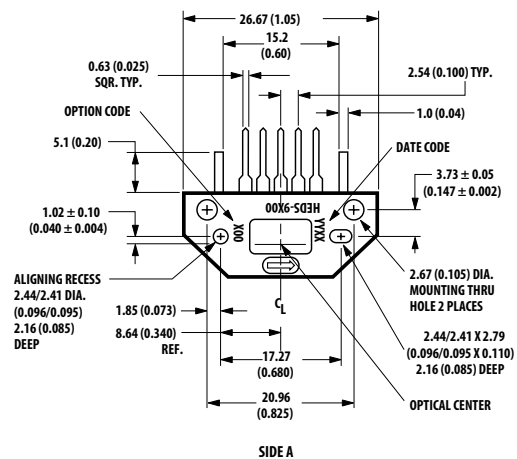 26.67 (1.05)
15.2
(0.60)
0.63 (0.025)
SQR. TYP.
2.54 (0.100) TYP.
OPTION CODE
1.0 (0.04)
5.1 (0.20)
DATE CODE
3.73 ± 0.05
(0.147 ± 0.002)
HEDS-9X00
X00
YYXX
1.02 ± 0.10
(0.040 ± 0.004)
ALIGNING RECESS
2.44/2.41 DIA.
(0.096/0.095)
2.16 (0.085)
DEEP
2.67 (0.105) DIA.
MOUNTING THRU
HOLE 2 PLACES
1.85 (0.073)
CL
8.64 (0.340)
REF.
2.44/2.41 X 2.79
(0.096/0.095 X 0.110)
2.16 (0.085) DEEP
17.27
(0.680)
20.96
(0.825)
OPTICAL CENTER
SIDE A